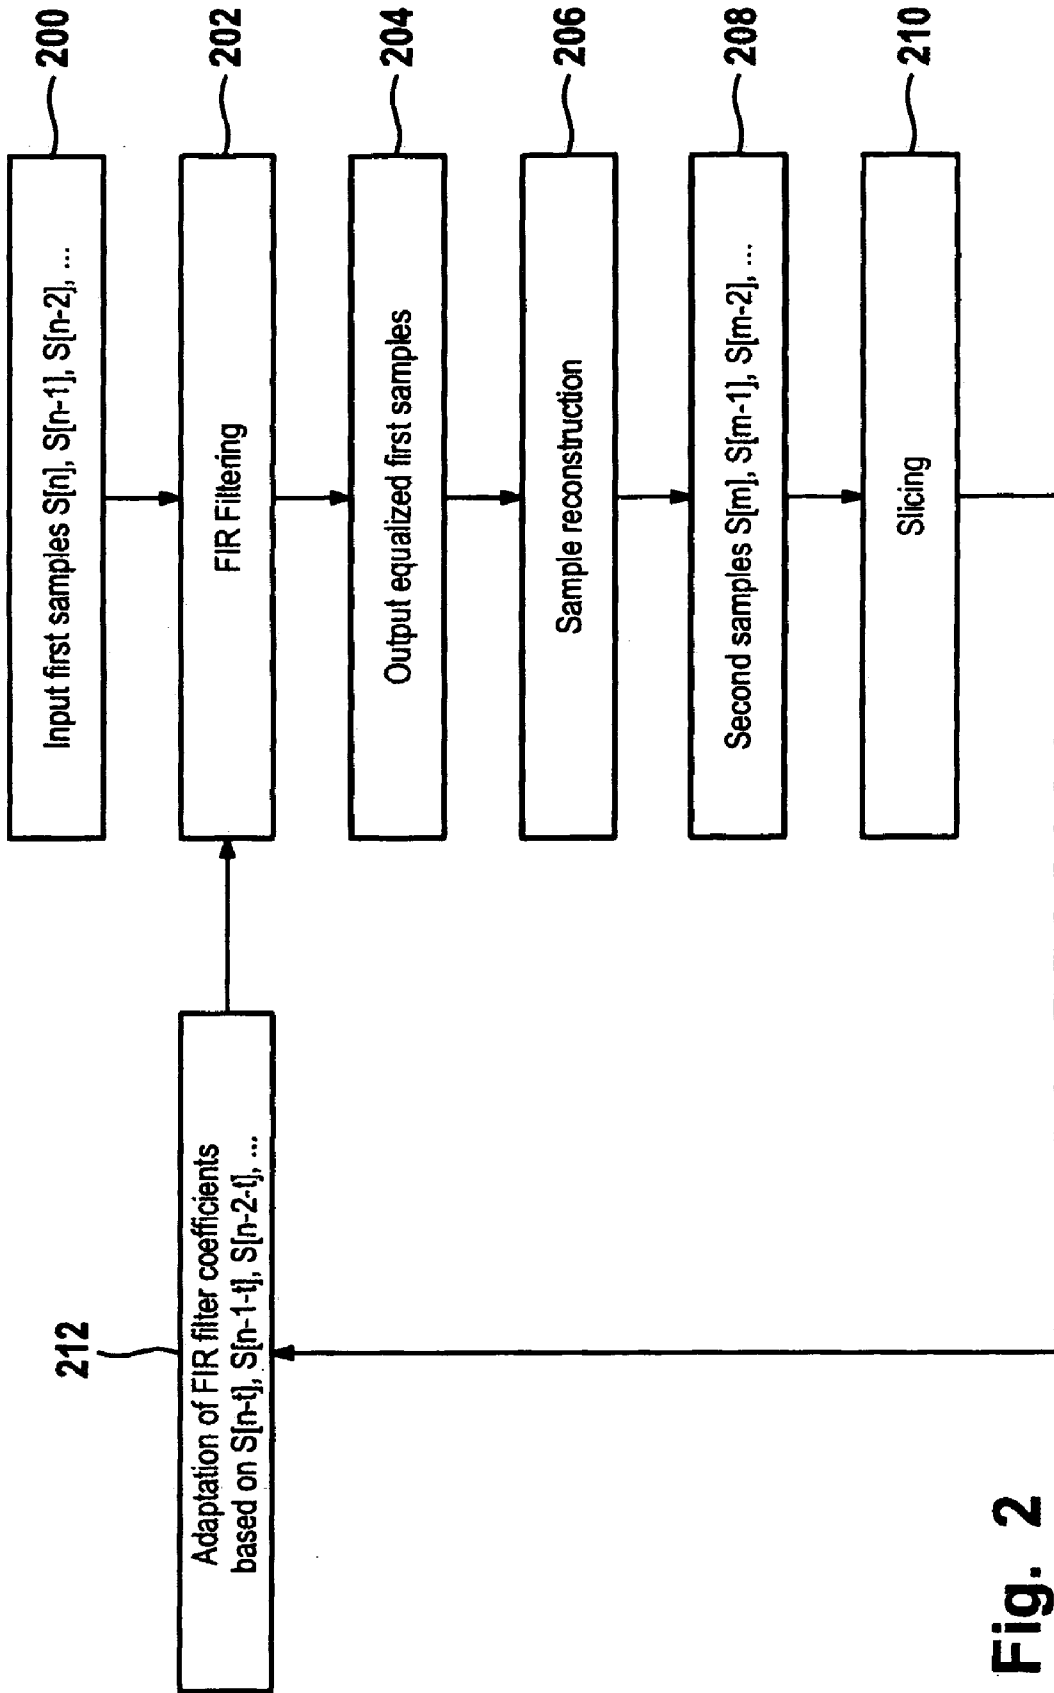 Input first samples S[n], S[n-1], S[n-2], ...
200
FIR Filtering
202
Output equalized first samples
204
Sample reconstruction
206
Second samples S[m], S[m-1], S[m-2], ...
208
Slicing
210
212
Adaptation of FIR filter coefficients
based on S[n-t], S[n-1-t], S[n-2-t], ...
Fig. 2